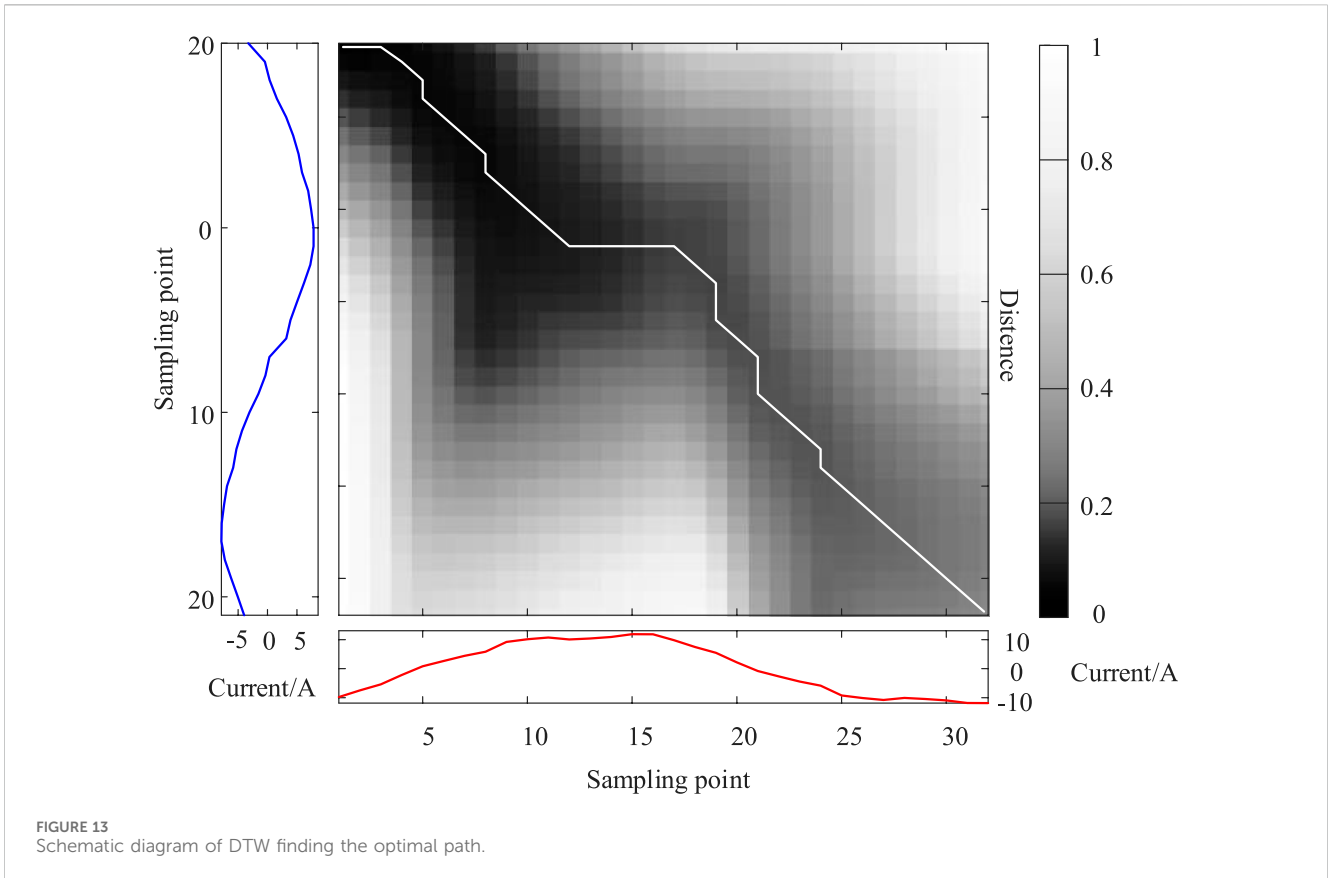 20
0
10
20
Sampling point
-5 0 5
Current/A
1
0.8
0.6
0.4
0.2
0
Distence
10
0
-10
Current/A
5 10 15 20 25 30
Sampling point
FIGURE 13
Schematic diagram of DTW finding the optimal path.